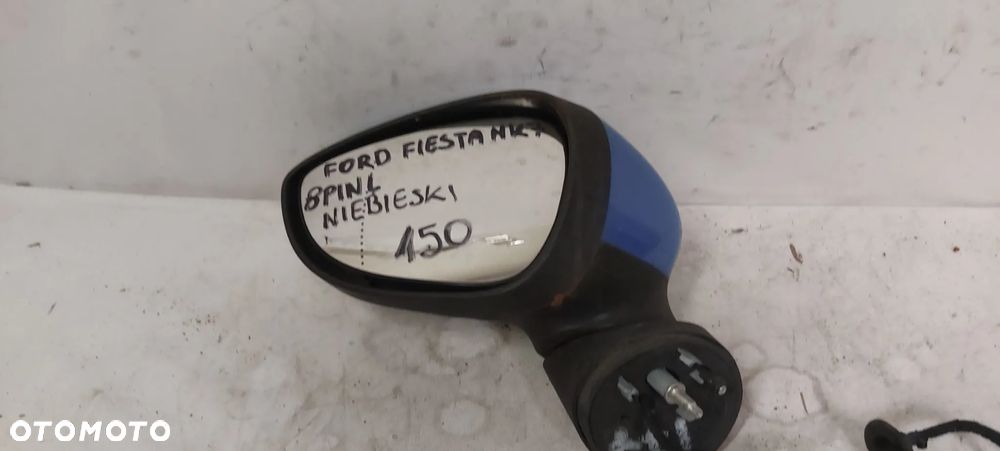 FORD FIESTA MK7
8PIN
NIEBIESKI
150
OTOMOTO